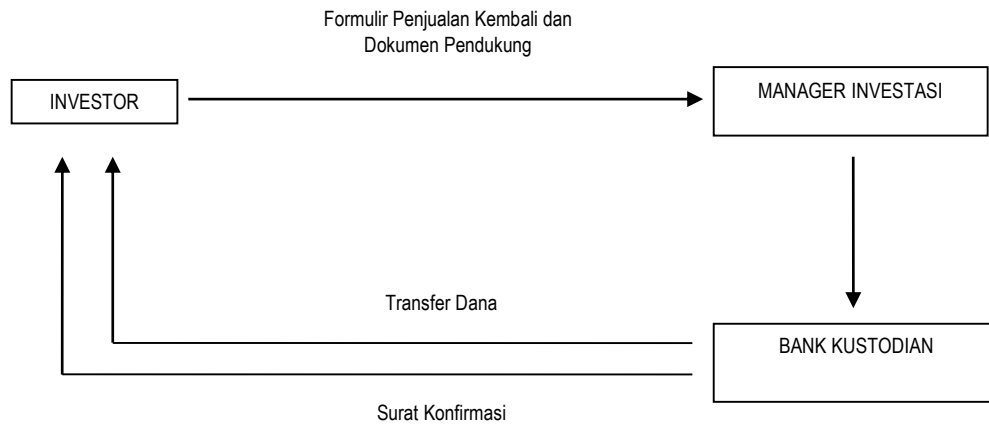 Formulir Penjualan Kembali dan
Dokumen Pendukung
INVESTOR
MANAGER INVESTASI
Transfer Dana
BANK KUSTODIAN
Surat Konfirmasi